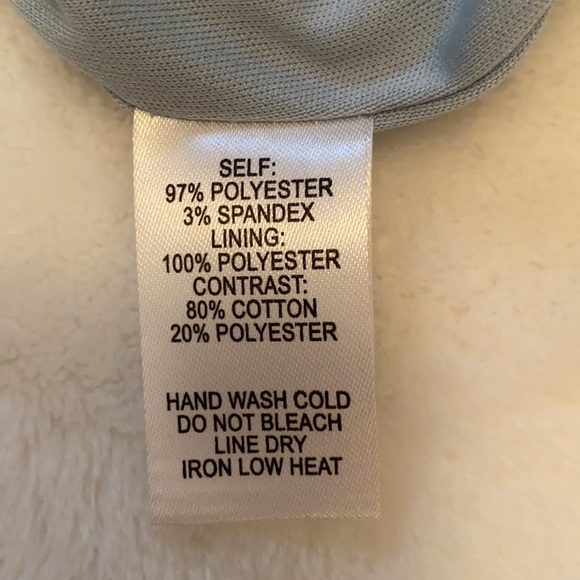 SELF:
97% POLYESTER
3% SPANDEX
LINING:
100% POLYESTER
CONTRAST:
80% COTTON
20% POLYESTER
HAND WASH COLD
DO NOT BLEACH
LINE DRY
IRON LOW HEAT